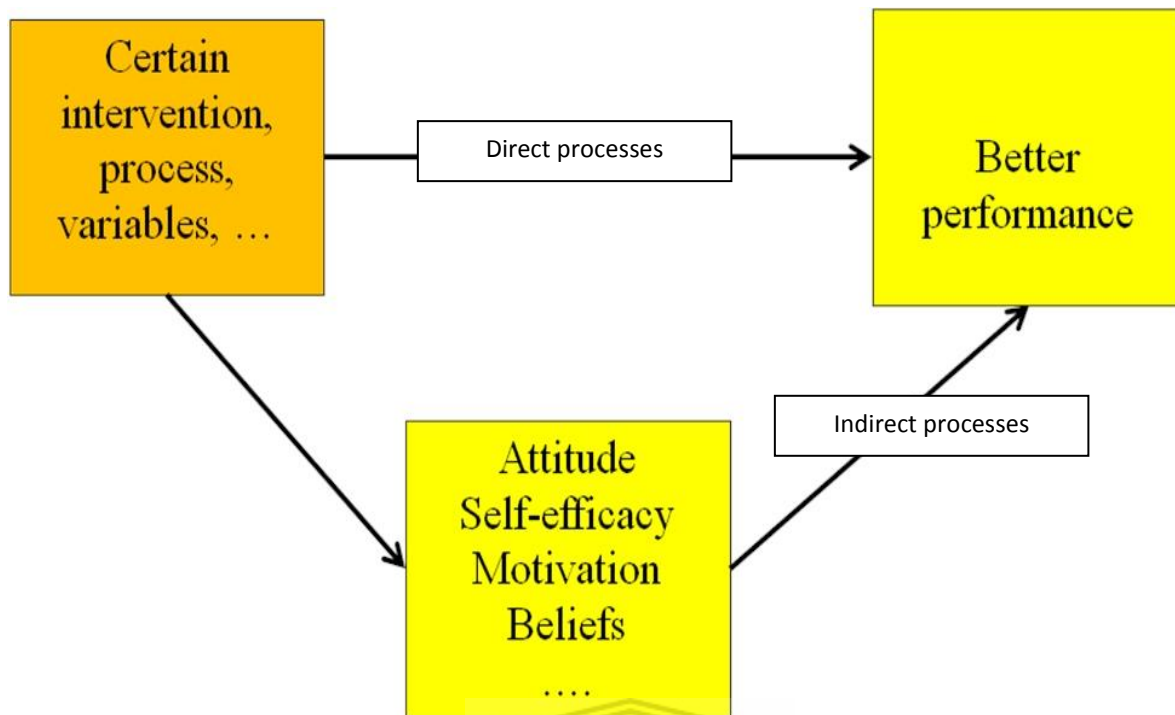 Certain
intervention,
process,
variables, …
Direct processes
Better
performance
Indirect processes
Attitude
Self-efficacy
Motivation
Beliefs
….